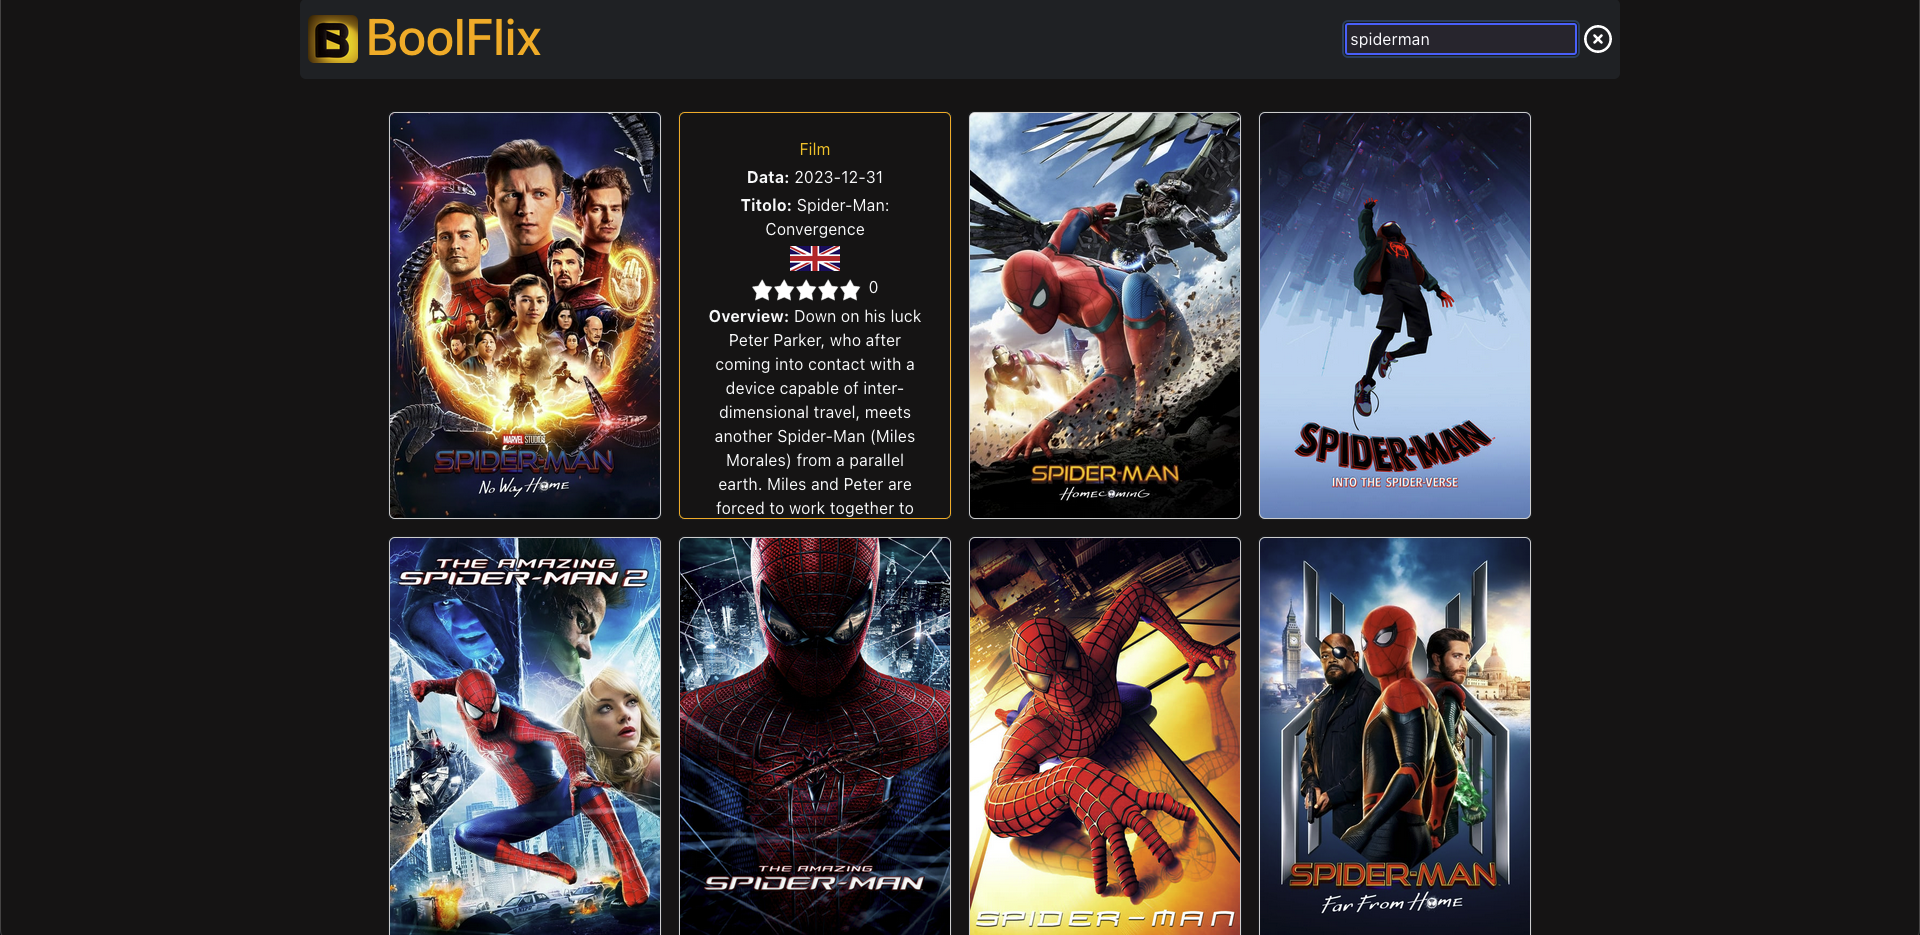 BoolFlix
spiderman
MARVEL STUDIOS
SPIDER-MAN
No Way Home
Film
Data: 2023-12-31
Titolo: Spider-Man:
Convergence
0
Overview: Down on his luck
Peter Parker, who after
coming into contact with a
device capable of inter-
dimensional travel, meets
another Spider-Man (Miles
Morales) from a parallel
earth. Miles and Peter are
forced to work together to
SPIDER-MAN
HOMECOMING
SPIDER-MAN
INTO THE SPIDER-VERSE
THE AMAZING
SPIDER-MAN 2
THE AMAZING
SPIDER-MAN
SPIDER-MAN
SPIDER-MAN
Far From Home